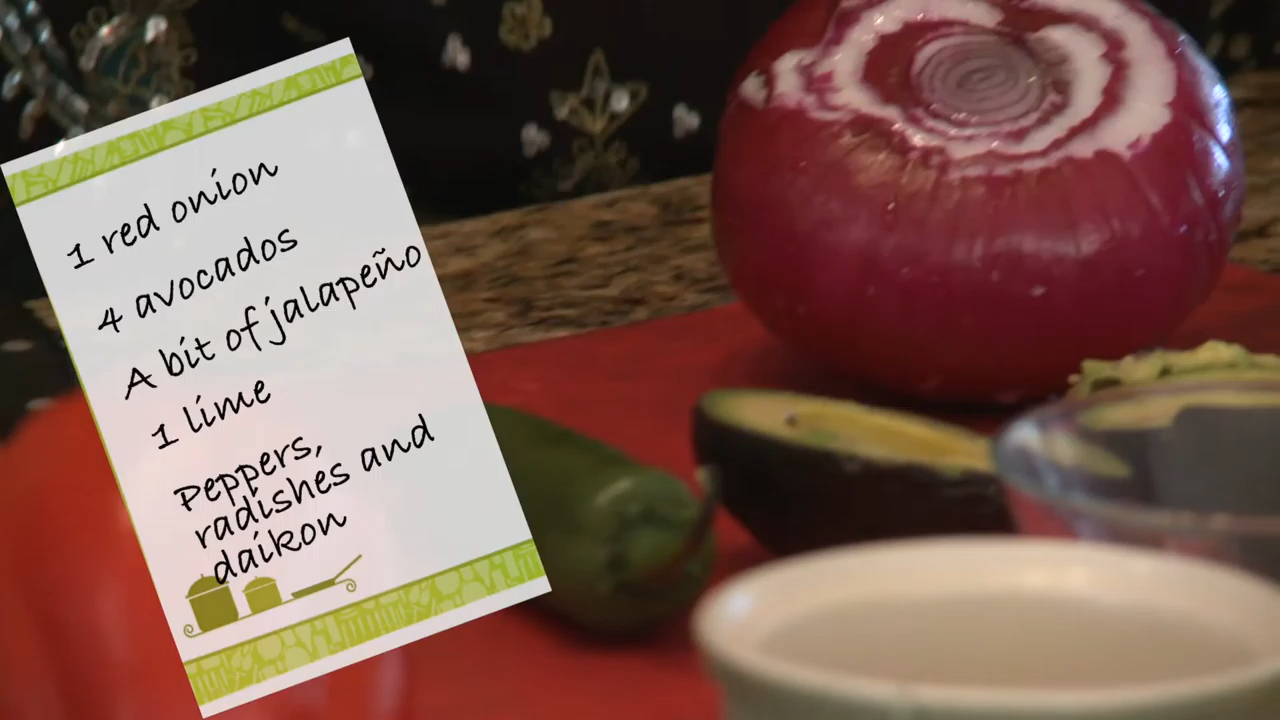 1 red onion
4 avocados
A bit of jalapeño
1 lime
Peppers,
radishes and
daikon